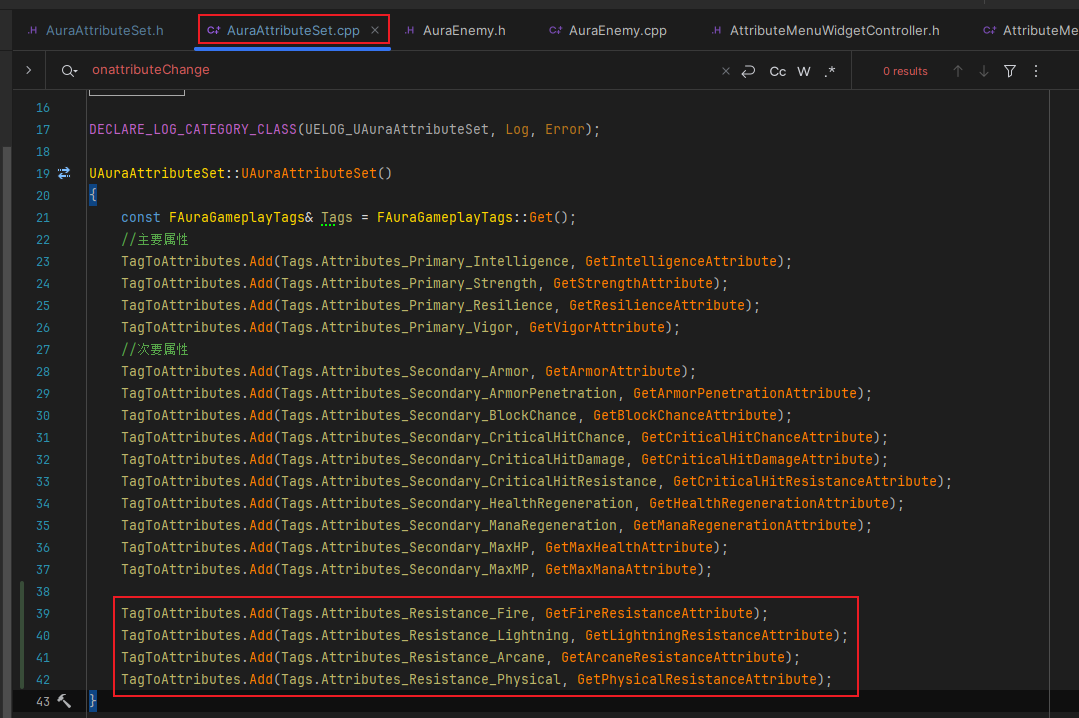 .H AuraAttributeSet.h C+ AuraAttributeSet.cpp × .H AuraEnemy.h C+ AuraEnemy.cpp .H AttributeMenuWidgetController.h C+ AttributeMe
onattributeChange × Cc W .* 0 results
16
17 DECLARE_LOG_CATEGORY_CLASS(UELOG_UAuraAttributeSet, Log, Error);
18
19 UAuraAttributeSet::UAuraAttributeSet()
20 {
21 const FAuraGameplayTags& Tags = FAuraGameplayTags::Get();
22 //主要属性
23 TagToAttributes.Add(Tags.Attributes_Primary_Intelligence, GetIntelligenceAttribute);
24 TagToAttributes.Add(Tags.Attributes_Primary_Strength, GetStrengthAttribute);
25 TagToAttributes.Add(Tags.Attributes_Primary_Resilience, GetResilienceAttribute);
26 TagToAttributes.Add(Tags.Attributes_Primary_Vigor, GetVigorAttribute);
27 //次要属性
28 TagToAttributes.Add(Tags.Attributes_Secondary_Armor, GetArmorAttribute);
29 TagToAttributes.Add(Tags.Attributes_Secondary_ArmorPenetration, GetArmorPenetrationAttribute);
30 TagToAttributes.Add(Tags.Attributes_Secondary_BlockChance, GetBlockChanceAttribute);
31 TagToAttributes.Add(Tags.Attributes_Secondary_CriticalHitChance, GetCriticalHitChanceAttribute);
32 TagToAttributes.Add(Tags.Attributes_Secondary_CriticalHitDamage, GetCriticalHitDamageAttribute);
33 TagToAttributes.Add(Tags.Attributes_Secondary_CriticalHitResistance, GetCriticalHitResistanceAttribute);
34 TagToAttributes.Add(Tags.Attributes_Secondary_HealthRegeneration, GetHealthRegenerationAttribute);
35 TagToAttributes.Add(Tags.Attributes_Secondary_ManaRegeneration, GetManaRegenerationAttribute);
36 TagToAttributes.Add(Tags.Attributes_Secondary_MaxHP, GetMaxHealthAttribute);
37 TagToAttributes.Add(Tags.Attributes_Secondary_MaxMP, GetMaxManaAttribute);
38
39 TagToAttributes.Add(Tags.Attributes_Resistance_Fire, GetFireResistanceAttribute);
40 TagToAttributes.Add(Tags.Attributes_Resistance_Lightning, GetLightningResistanceAttribute);
41 TagToAttributes.Add(Tags.Attributes_Resistance_Arcane, GetArcaneResistanceAttribute);
42 TagToAttributes.Add(Tags.Attributes_Resistance_Physical, GetPhysicalResistanceAttribute);
43 }